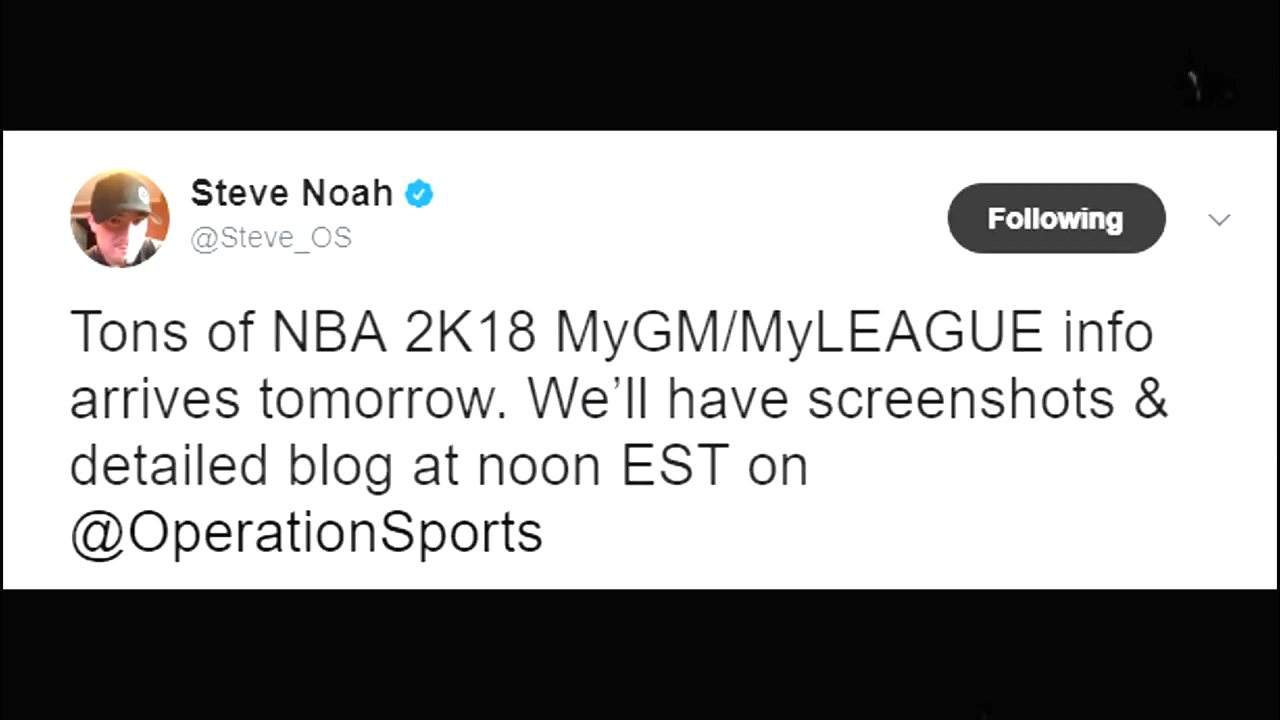 Steve Noah
@Steve_OS
Following
Tons of NBA 2K18 MyGM/MyLEAGUE info
arrives tomorrow. We’ll have screenshots &
detailed blog at noon EST on
@OperationSports